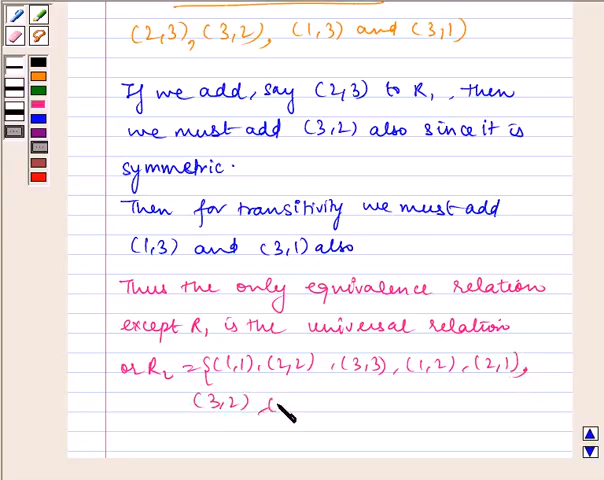 (2,3), (3,2), (1,3) and (3,1)
If we add, say (2,3) to R₁, then
we must add (3,2) also since it is
symmetric.
Then for transitivity we must add
(1,3) and (3,1) also
Thus the only equivalence relation
except R₁ is the universal relation
or R₂ = {(1,1), (2,2), (3,3), (1,2), (2,1),
(3,2), (